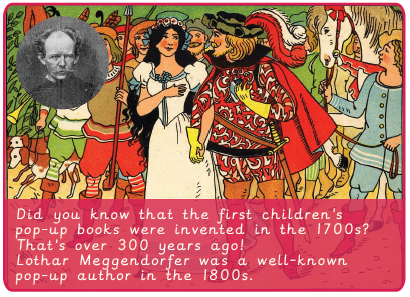 Did you know that the first children's
pop-up books were invented in the 1700s?
That's over 300 years ago!
Lothar Meggendorfer was a well-known
pop-up author in the 1800s.